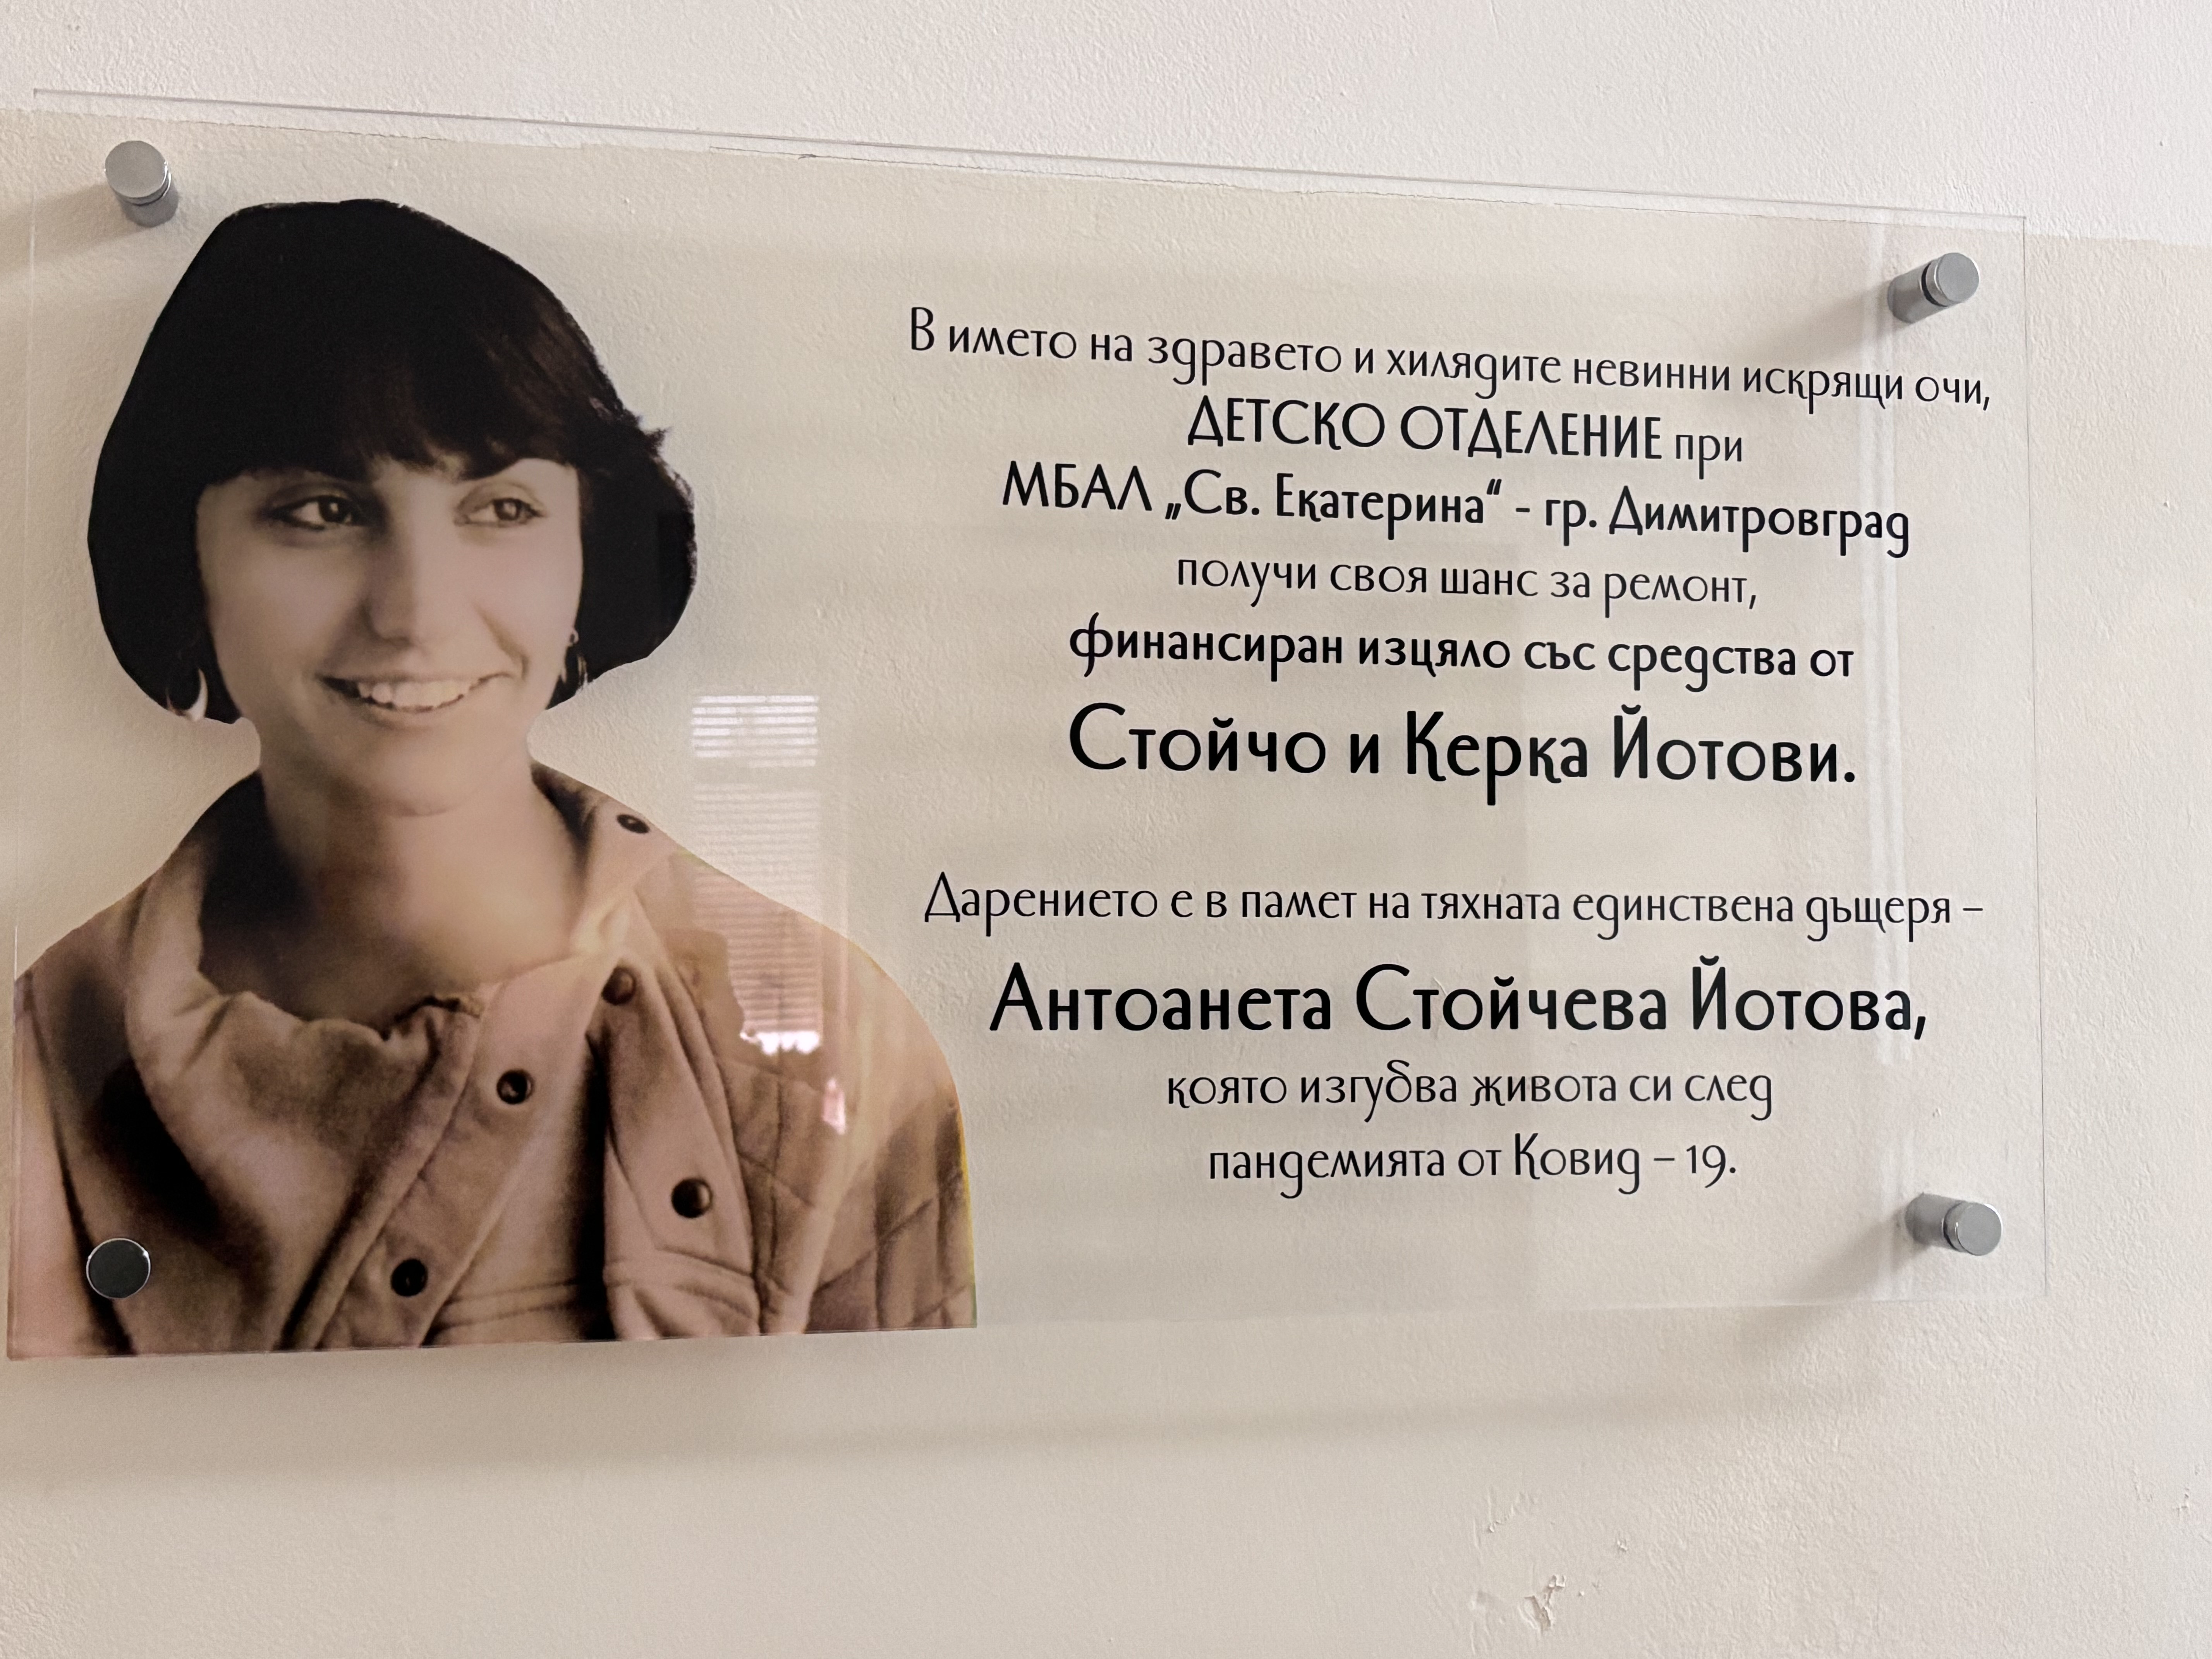 В името на здравето и хилядите невинни искрящи очи,
ДЕТСКО ОТДЕЛЕНИЕ при
МБАЛ „Св. Екатерина“ - гр. Димитровград
получи своя шанс за ремонт,
финансиран изцяло със средства от
Стойчо и Керка Йотови.
Дарението е в памет на тяхната единствена дъщеря –
Антоанета Стойчева Йотова,
която изгубва живота си след
пандемията от Ковид – 19.